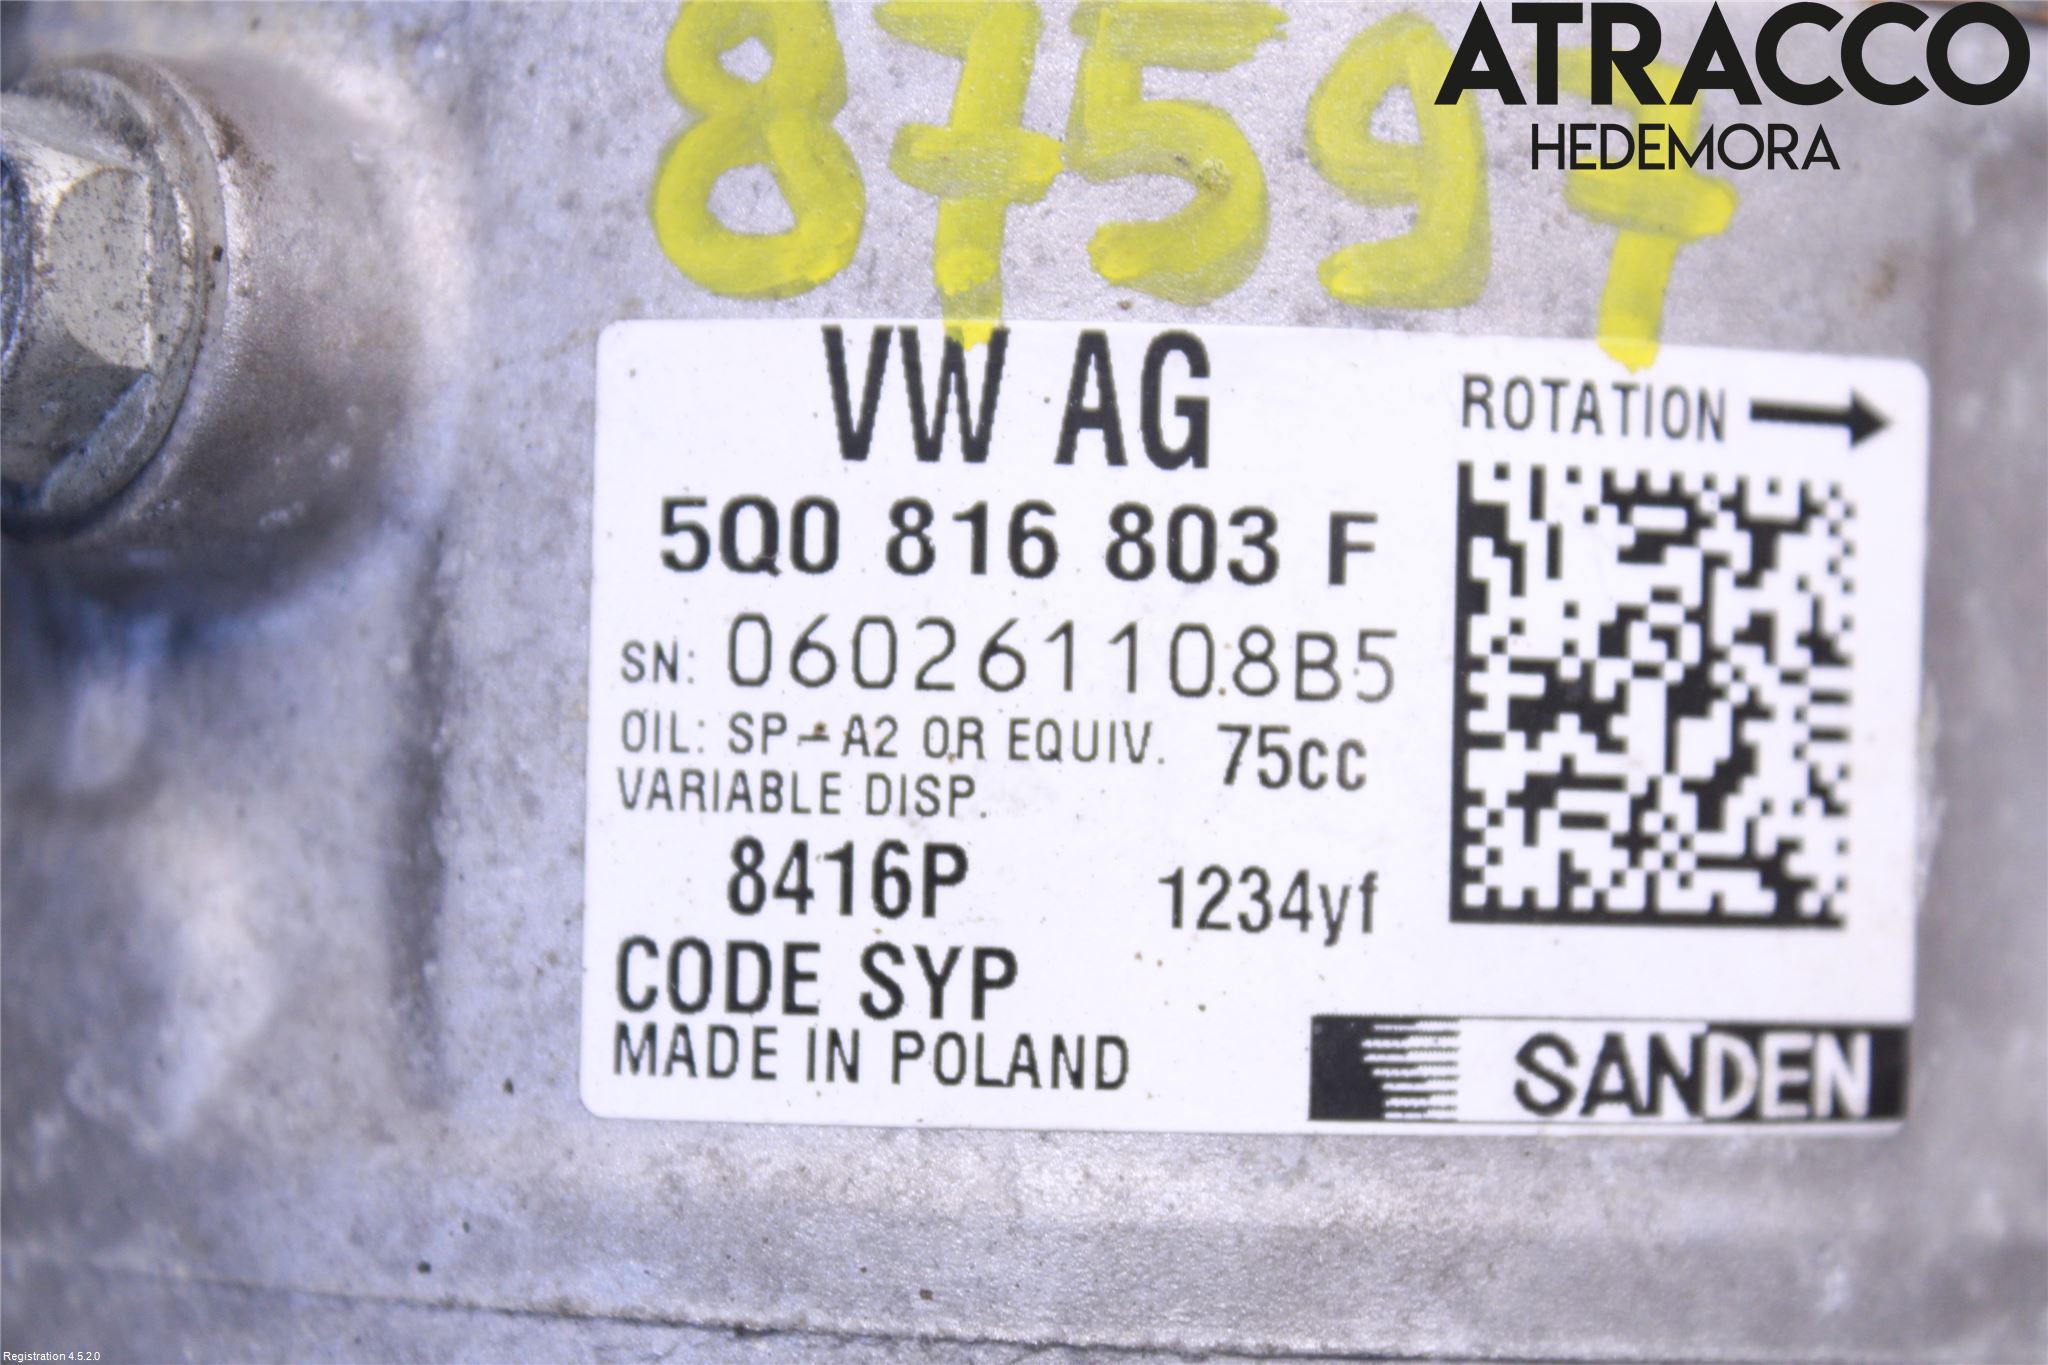 87597
ATRACCO
HEDEMORA
VW AG
ROTATION
5Q0 816 803 F
SN: 060261108B5
OIL: SP-A2 OR EQUIV. 75cc
VARIABLE DISP.
8416P 1234yf
CODE SYP
MADE IN POLAND
SANDEN
Registration 4.5.2.0